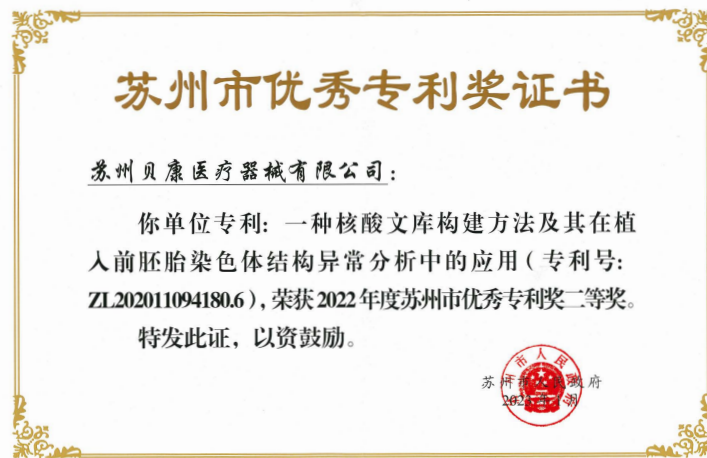 苏州市优秀专利奖证书
苏州贝康医疗器械有限公司：
你单位专利：一种核酸文库构建方法及其在植
入前胚胎染色体结构异常分析中的应用（专利号：
ZL202011094180.6），荣获2022年度苏州市优秀专利奖二等奖。
特发此证，以资鼓励。
苏州市人民政府